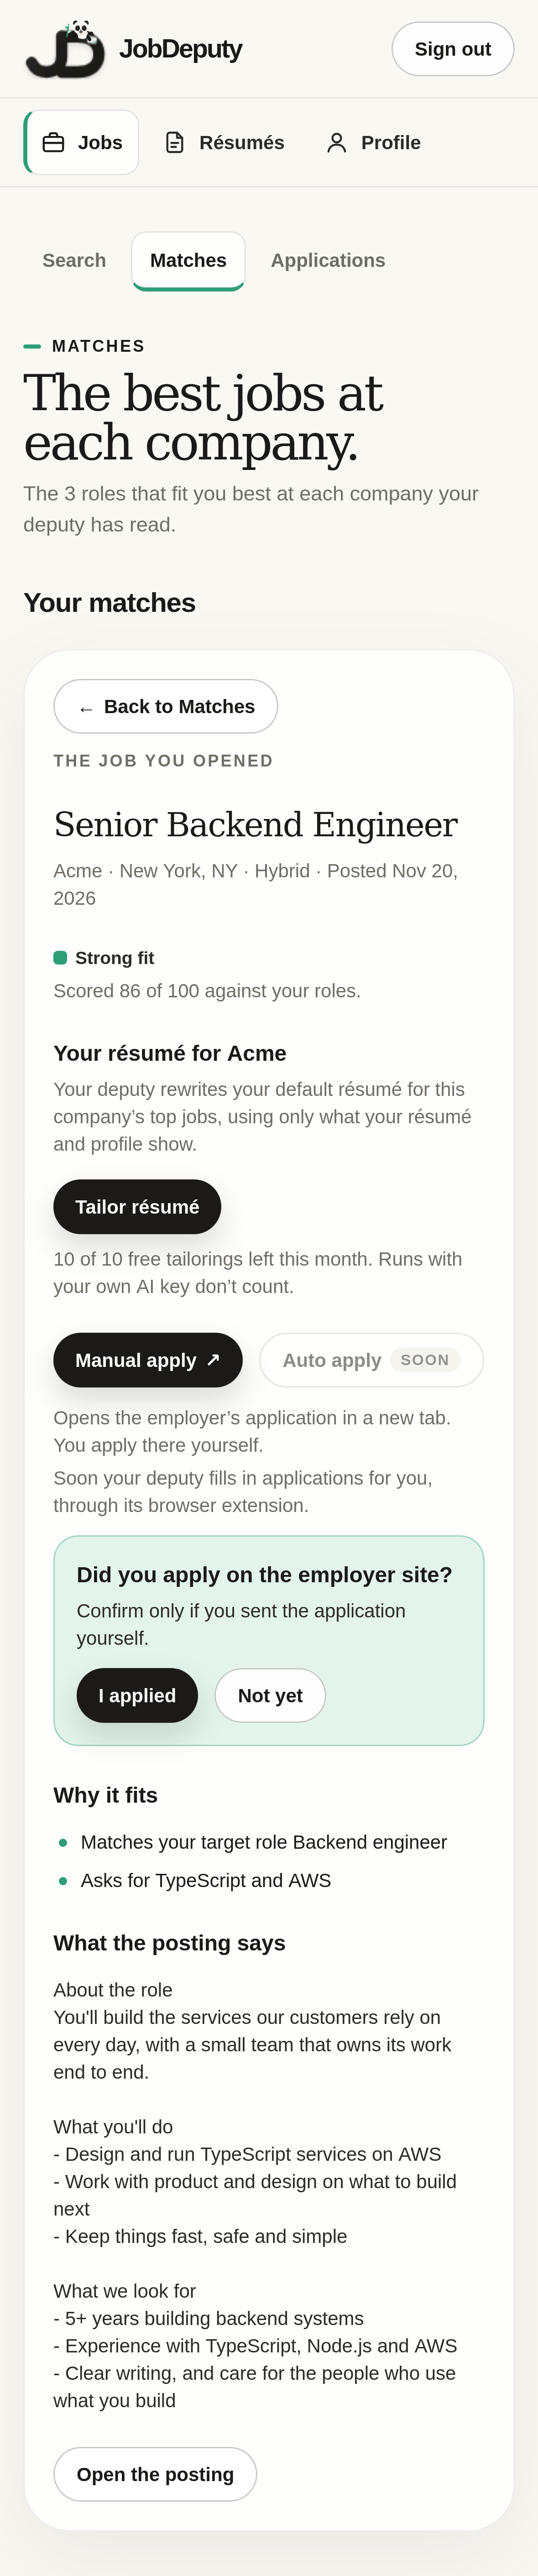 JobDeputy
Sign out
Jobs
Résumés
Profile
Search
Matches
Applications
MATCHES
The best jobs at
each company.
The 3 roles that fit you best at each company your
deputy has read.
Your matches
← Back to Matches
THE JOB YOU OPENED
Senior Backend Engineer
Acme · New York, NY · Hybrid · Posted Nov 20,
2026
Strong fit
Scored 86 of 100 against your roles.
Your résumé for Acme
Your deputy rewrites your default résumé for this
company’s top jobs, using only what your résumé
and profile show.
Tailor résumé
10 of 10 free tailorings left this month. Runs with
your own AI key don’t count.
Manual apply ↗
Auto apply SOON
Opens the employer’s application in a new tab.
You apply there yourself.
Soon your deputy fills in applications for you,
through its browser extension.
Did you apply on the employer site?
Confirm only if you sent the application
yourself.
I applied
Not yet
Why it fits
Matches your target role Backend engineer
Asks for TypeScript and AWS
What the posting says
About the role
You'll build the services our customers rely on
every day, with a small team that owns its work
end to end.
What you'll do
- Design and run TypeScript services on AWS
- Work with product and design on what to build
next
- Keep things fast, safe and simple
What we look for
- 5+ years building backend systems
- Experience with TypeScript, Node.js and AWS
- Clear writing, and care for the people who use
what you build
Open the posting